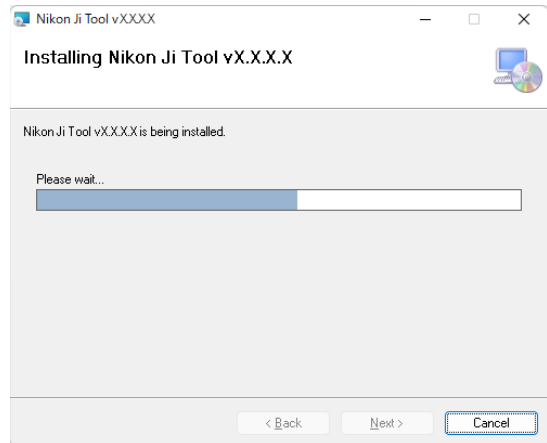 Nikon Ji Tool vXXXX
Installing Nikon Ji Tool vX.X.X.X
Nikon Ji Tool vX.X.X.X is being installed.
Please wait...
< Back Next > Cancel